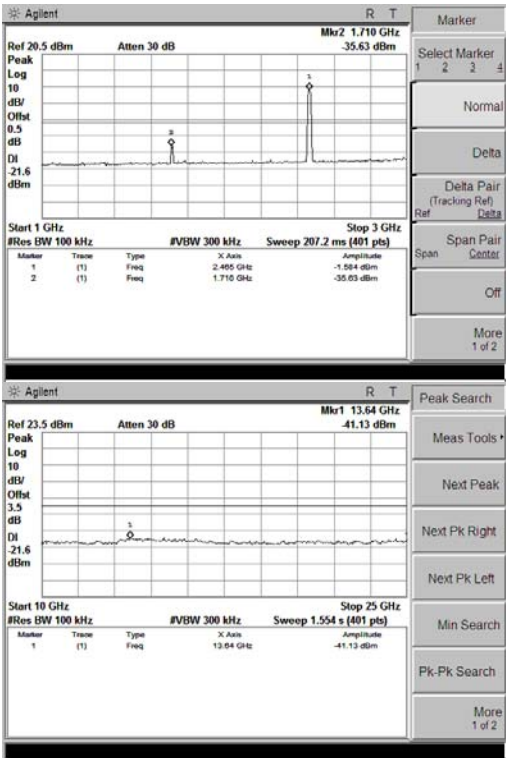 Agilent R T
Mkr2 1.710 GHz
Ref 20.5 dBm Atten 30 dB -35.63 dBm
Peak
Log
10
dB/
Offst
0.5
dB
DI
-21.6
dBm
1
2
Start 1 GHz Stop 3 GHz
#Res BW 100 kHz #VBW 300 kHz Sweep 207.2 ms (401 pts)
Marker Trace Type X Axis Amplitude
1 (1) Freq 2.465 GHz -1.584 dBm
2 (1) Freq 1.710 GHz -35.63 dBm
Marker
Select Marker
1 2 3 4
Normal
Delta
Delta Pair
(Tracking Ref)
Ref Delta
Span Pair
Span Center
Off
More
1 of 2
Agilent R T
Mkr1 13.64 GHz
Ref 23.5 dBm Atten 30 dB -41.13 dBm
Peak
Log
10
dB/
Offst
3.5
dB
DI
-21.6
dBm
1
Start 10 GHz Stop 25 GHz
#Res BW 100 kHz #VBW 300 kHz Sweep 1.554 s (401 pts)
Marker Trace Type X Axis Amplitude
1 (1) Freq 13.64 GHz -41.13 dBm
Peak Search
Meas Tools
Next Peak
Next Pk Right
Next Pk Left
Min Search
Pk-Pk Search
More
1 of 2